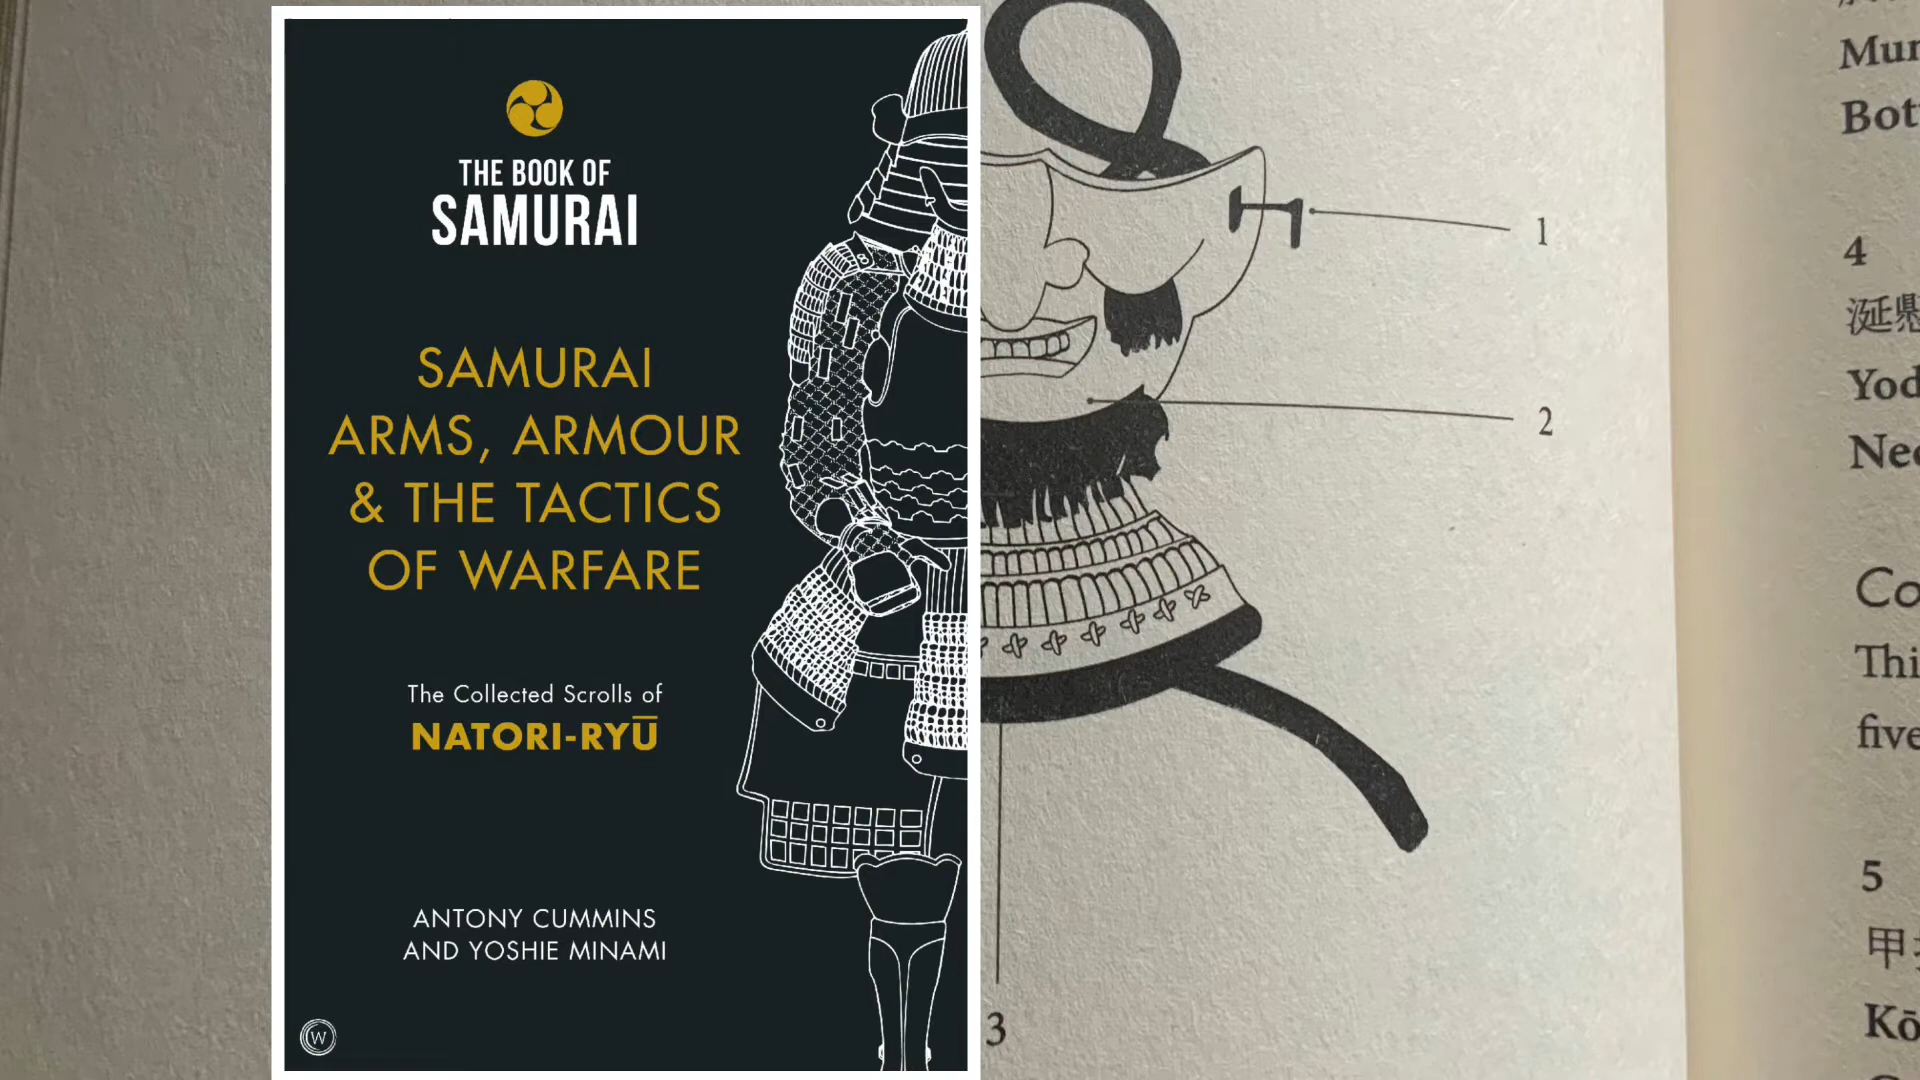 THE BOOK OF
SAMURAI
SAMURAI
ARMS, ARMOUR
& THE TACTICS
OF WARFARE
The Collected Scrolls of
NATORI-RYŪ
ANTONY CUMMINS
AND YOSHIE MINAMI
W
1
2
3
4
5
甲